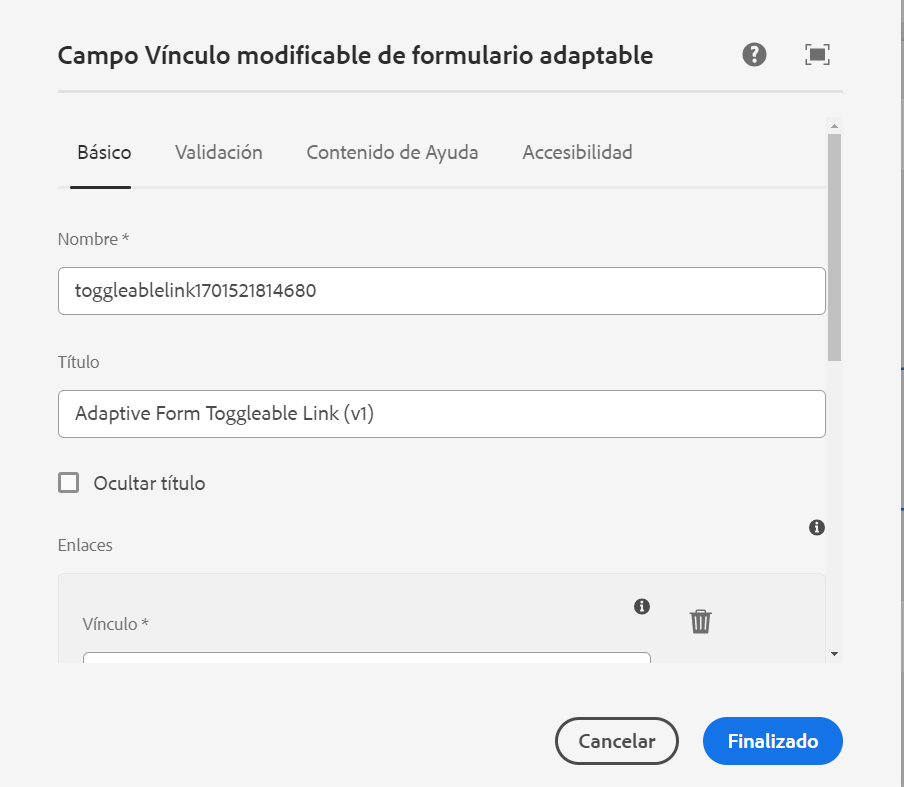 Campo Vínculo modificable de formulario adaptable
Básico Validación Contenido de Ayuda Accesibilidad
Nombre *
toggleablelink1701521814680
Título
Adaptive Form Toggleable Link (v1)
Ocultar título
Enlaces
Vínculo *
Cancelar Finalizado